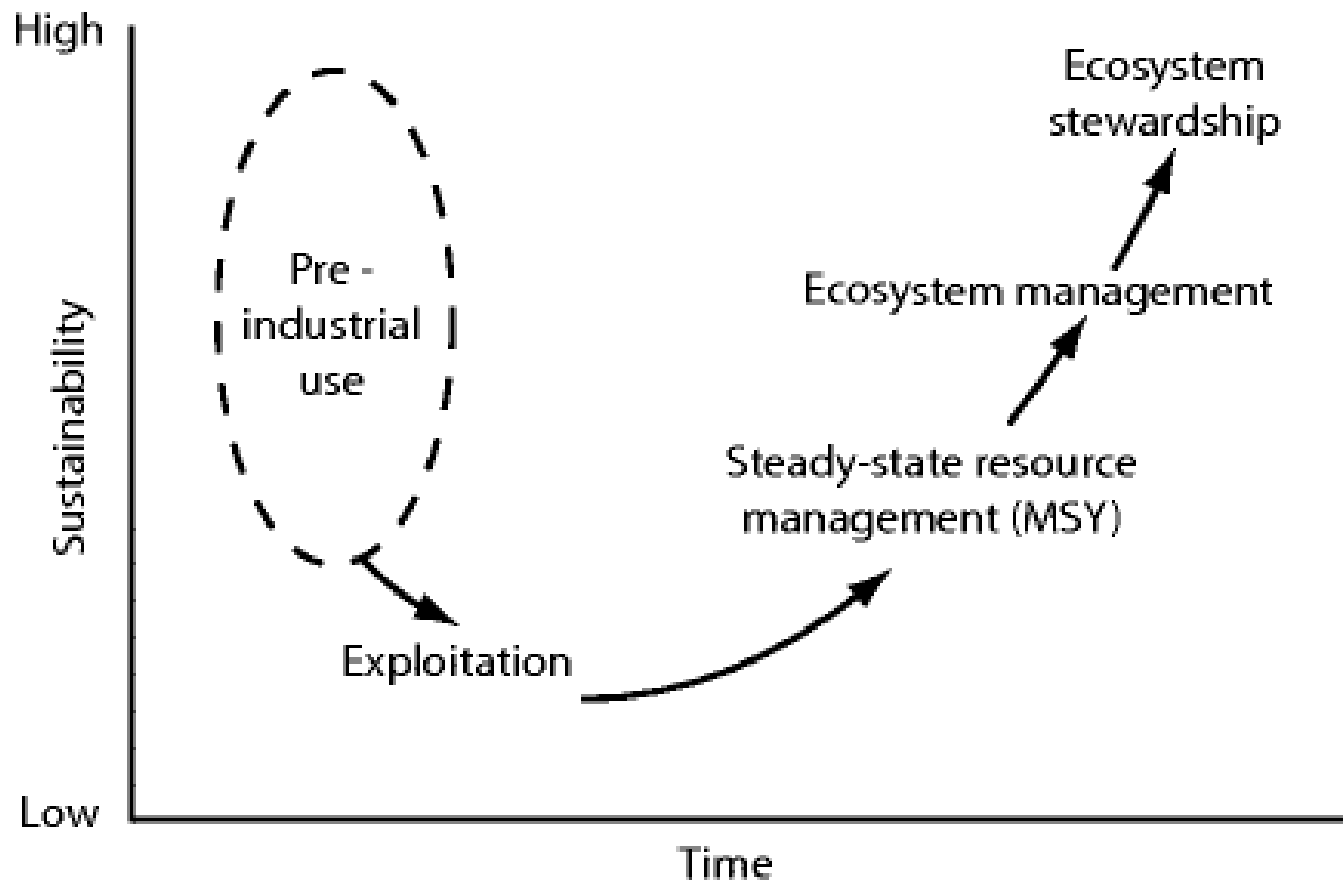 High
Ecosystem
stewardship
Pre -
industrial
use
Ecosystem management
Sustainability
Steady-state resource
management (MSY)
Exploitation
Low
Time